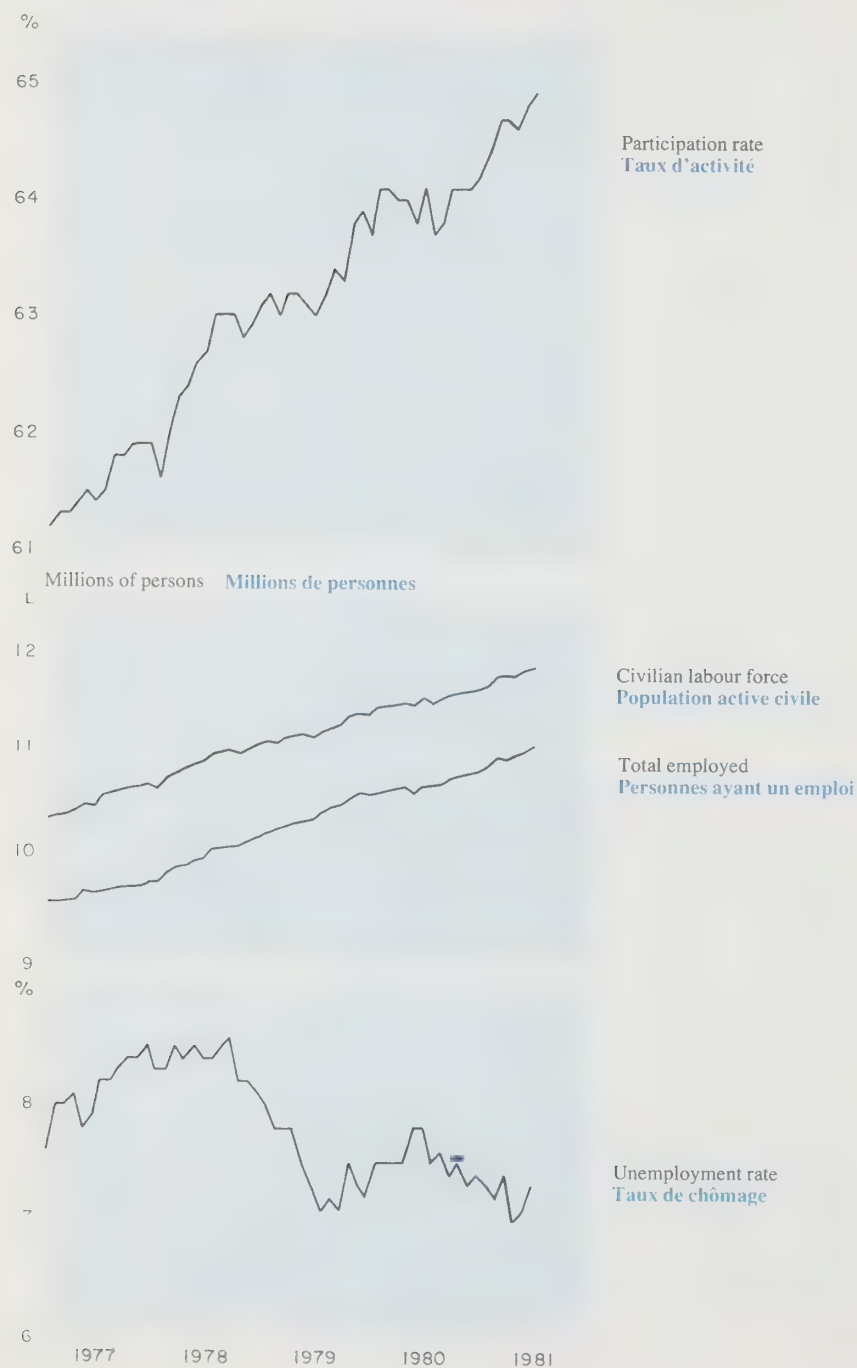 %
65
Participation rate
Taux d'activité
64
63
62
61
Millions of persons Millions de personnes
12
Civilian labour force
Population active civile
11
Total employed
Personnes ayant un emploi
10
9
%
8
Unemployment rate
Taux de chômage
7
6
1977 1978 1979 1980 1981